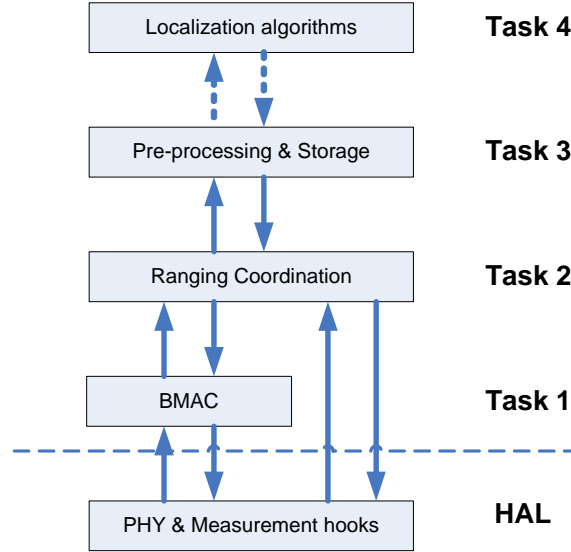 Localization algorithms Task 4
Pre-processing & Storage Task 3
Ranging Coordination Task 2
BMAC Task 1
PHY & Measurement hooks HAL